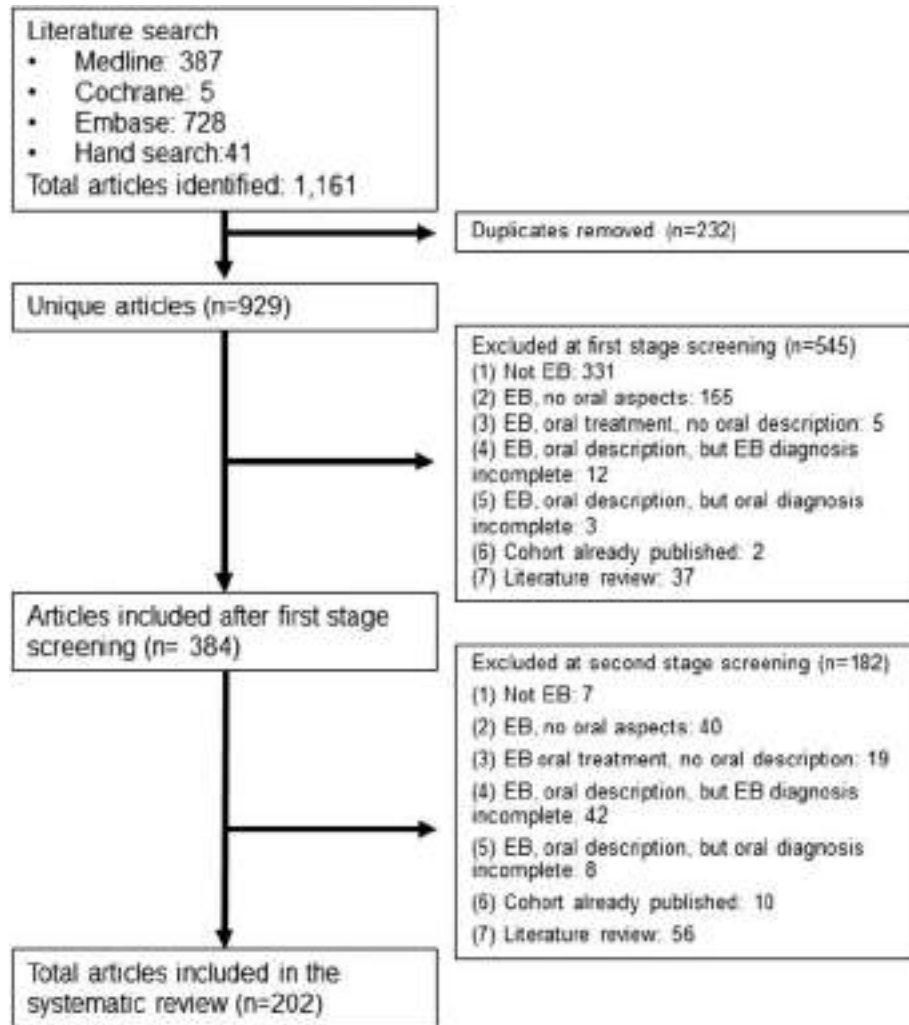 Literature search
• Medline: 387
• Cochrane: 5
• Embase: 728
• Hand search:41
Total articles identified: 1,161
Duplicates removed (n=232)
Unique articles (n=929)
Excluded at first stage screening (n=545)
(1) Not EB: 331
(2) EB, no oral aspects: 155
(3) EB, oral treatment, no oral description: 5
(4) EB, oral description, but EB diagnosis
incomplete: 12
(5) EB, oral description, but oral diagnosis
incomplete: 3
(6) Cohort already published: 2
(7) Literature review: 37
Articles included after first stage
screening (n= 384)
Excluded at second stage screening (n=182)
(1) Not EB: 7
(2) EB, no oral aspects: 40
(3) EB oral treatment, no oral description: 19
(4) EB, oral description, but EB diagnosis
incomplete: 42
(5) EB, oral description, but oral diagnosis
incomplete: 8
(6) Cohort already published: 10
(7) Literature review: 56
Total articles included in the
systematic review (n=202)